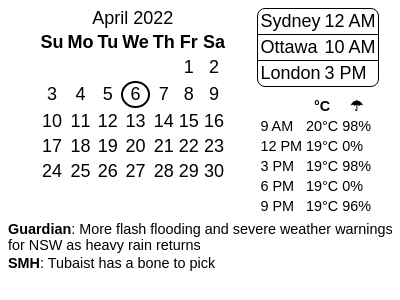 April 2022
Su Mo Tu We Th Fr Sa
1 2
3 4 5 6 7 8 9
10 11 12 13 14 15 16
17 18 19 20 21 22 23
24 25 26 27 28 29 30
Sydney 12 AM
Ottawa 10 AM
London 3 PM
°C ☂
9 AM 20°C 98%
12 PM 19°C 0%
3 PM 19°C 98%
6 PM 19°C 0%
9 PM 19°C 96%
Guardian: More flash flooding and severe weather warnings
for NSW as heavy rain returns
SMH: Tubaist has a bone to pick